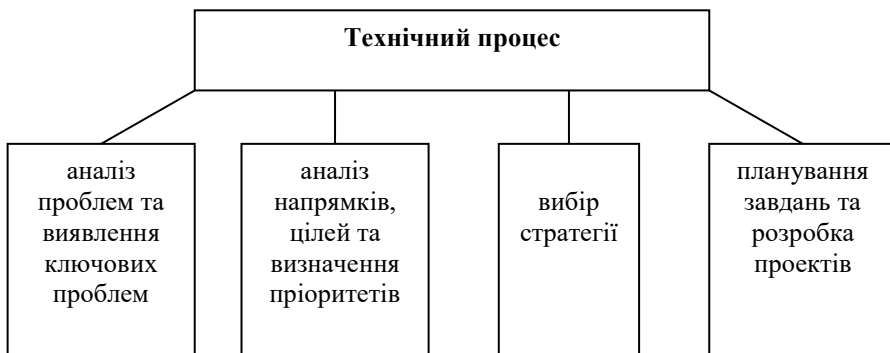 Технічний процес
аналіз
проблем та
виявлення
ключових
проблем
аналіз
напрямків,
цілей та
визначення
пріоритетів
вибір
стратегії
планування
завдань та
розробка
проектів